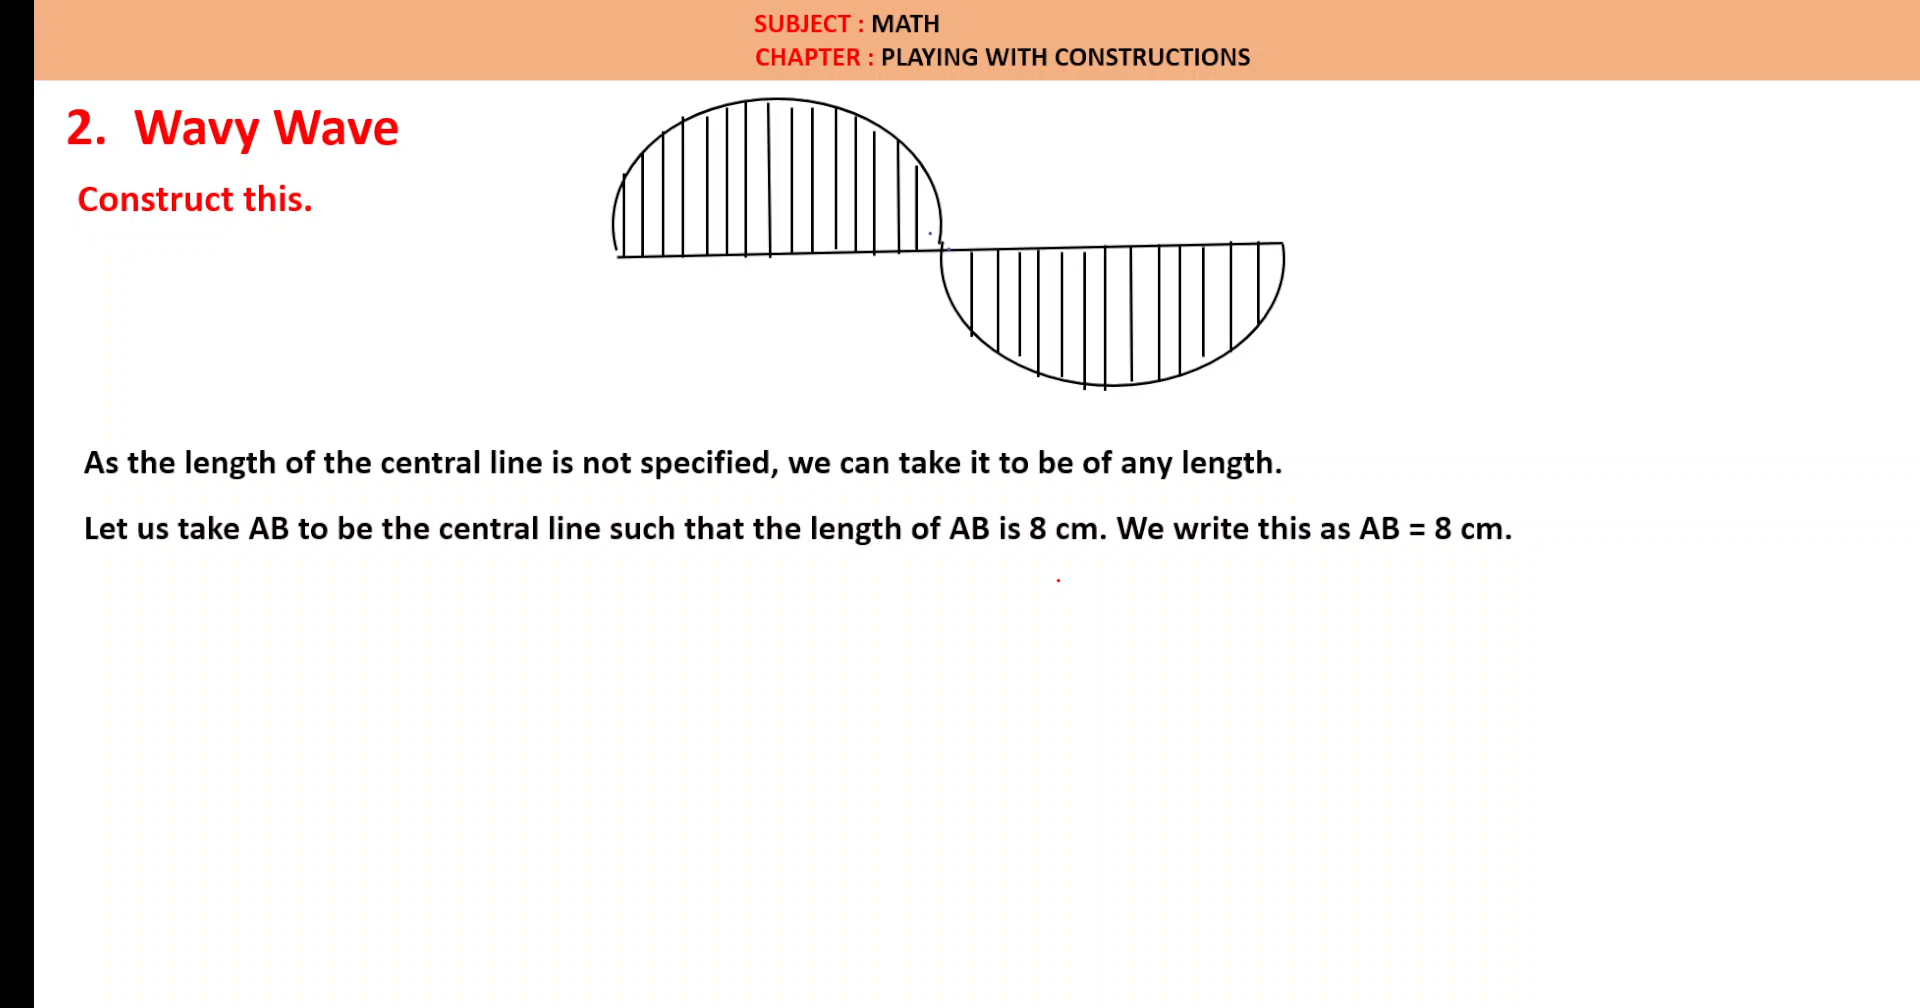 SUBJECT : MATH
CHAPTER : PLAYING WITH CONSTRUCTIONS
2. Wavy Wave
Construct this.
As the length of the central line is not specified, we can take it to be of any length.
Let us take AB to be the central line such that the length of AB is 8 cm. We write this as AB = 8 cm.